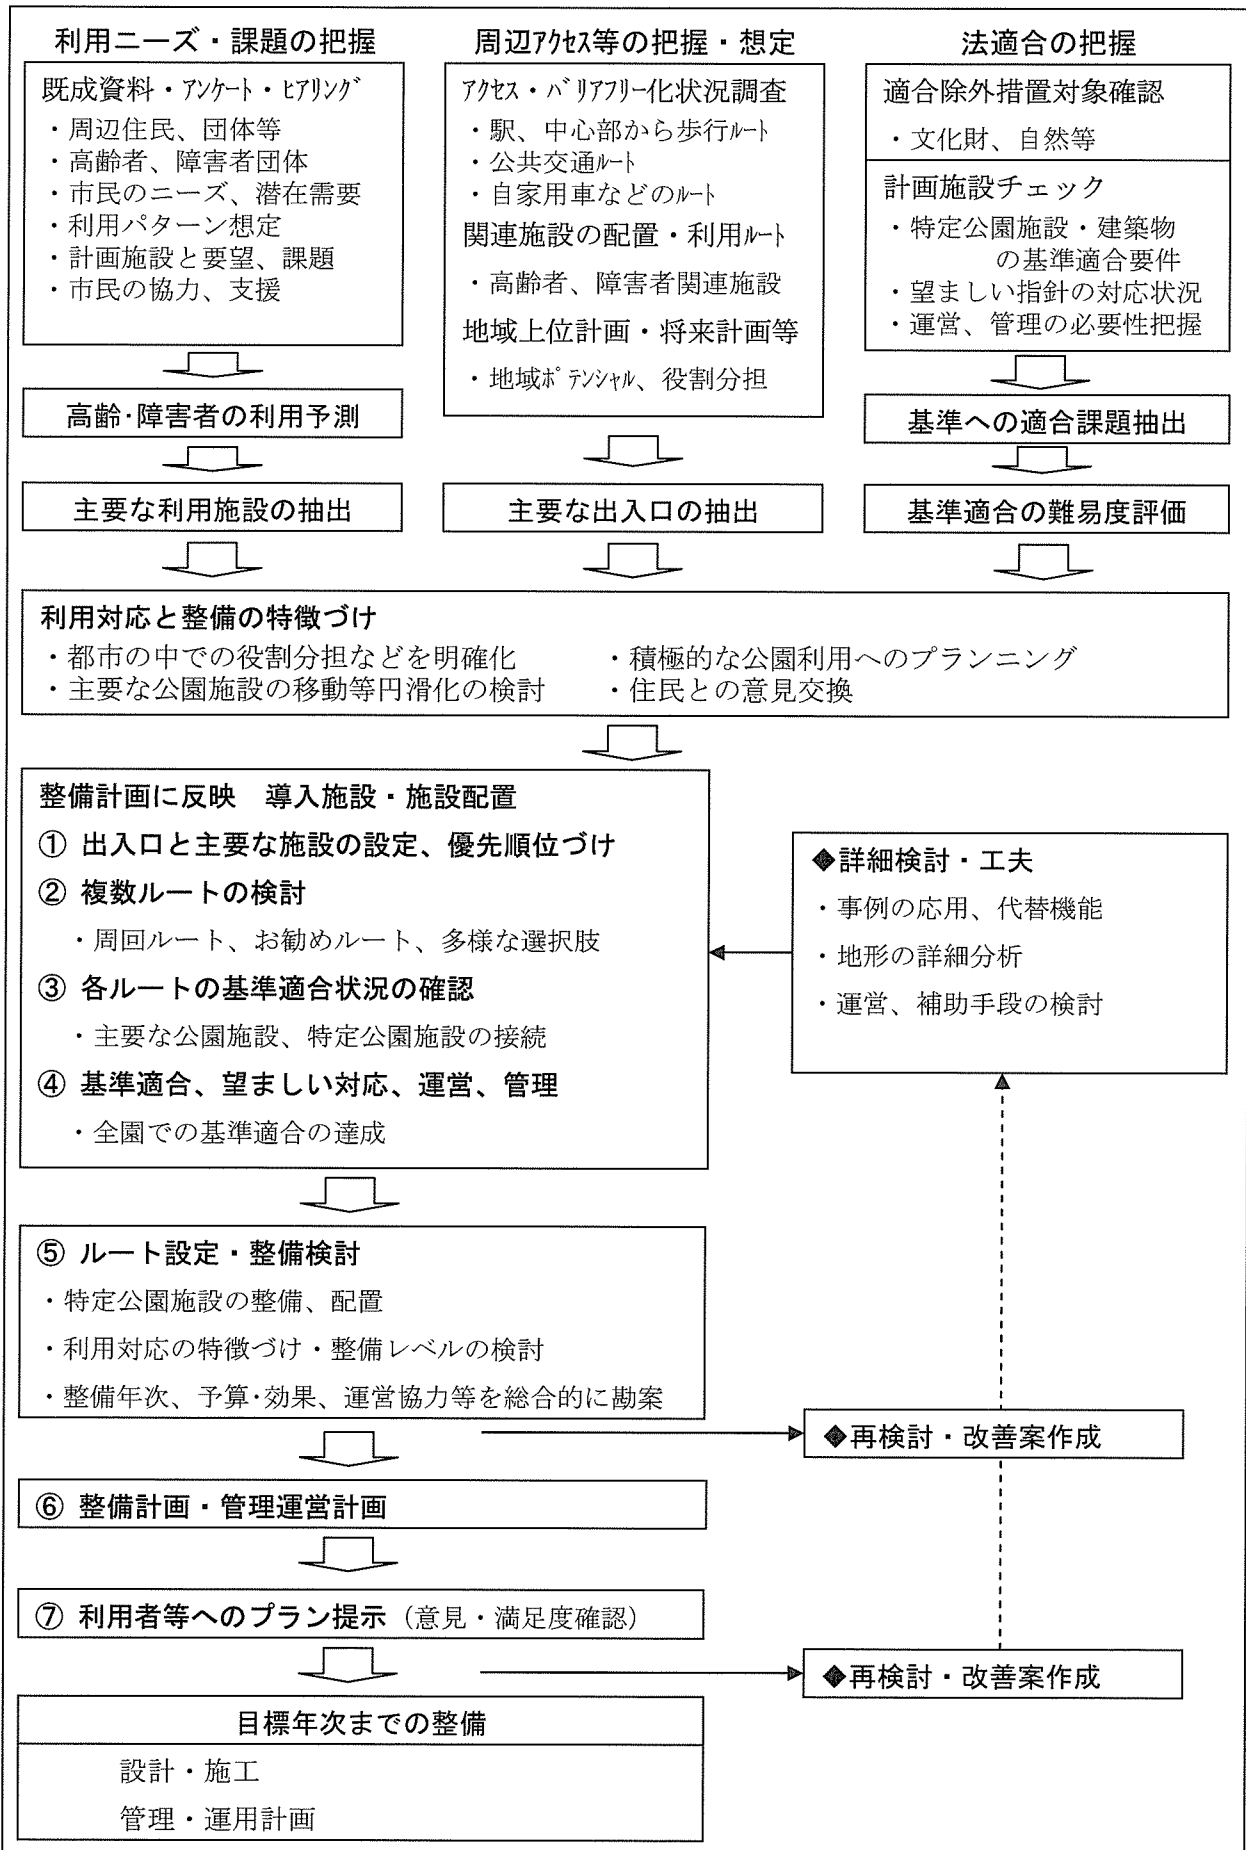 利用ニーズ・課題の把握
既成資料・ｱﾝｹｰﾄ・ﾋｱﾘﾝｸﾞ
・周辺住民、団体等
・高齢者、障害者団体
・市民のニーズ、潜在需要
・利用パターン想定
・計画施設と要望、課題
・市民の協力、支援
高齢･障害者の利用予測
主要な利用施設の抽出
周辺ｱｸｾｽ等の把握・想定
ｱｸｾｽ・ﾊﾞﾘｱﾌﾘｰ化状況調査
・駅、中心部から歩行ﾙｰﾄ
・公共交通ﾙｰﾄ
・自家用車などのﾙｰﾄ
関連施設の配置・利用ﾙｰﾄ
・高齢者、障害者関連施設
地域上位計画・将来計画等
・地域ﾎﾟﾃﾝｼｬﾙ、役割分担
主要な出入口の抽出
法適合の把握
適合除外措置対象確認
・文化財、自然等
計画施設チェック
・特定公園施設・建築物
の基準適合要件
・望ましい指針の対応状況
・運営、管理の必要性把握
基準への適合課題抽出
基準適合の難易度評価
利用対応と整備の特徴づけ
・都市の中での役割分担などを明確化
・積極的な公園利用へのプランニング
・主要な公園施設の移動等円滑化の検討
・住民との意見交換
整備計画に反映　導入施設・施設配置
① 出入口と主要な施設の設定、優先順位づけ
② 複数ルートの検討
・周回ルート、お勧めルート、多様な選択肢
③ 各ルートの基準適合状況の確認
・主要な公園施設、特定公園施設の接続
④ 基準適合、望ましい対応、運営、管理
・全園での基準適合の達成
◆詳細検討・工夫
・事例の応用、代替機能
・地形の詳細分析
・運営、補助手段の検討
⑤ ルート設定・整備検討
・特定公園施設の整備、配置
・利用対応の特徴づけ・整備レベルの検討
・整備年次、予算･効果、運営協力等を総合的に勘案
◆再検討・改善案作成
⑥ 整備計画・管理運営計画
⑦ 利用者等へのプラン提示（意見・満足度確認）
◆再検討・改善案作成
目標年次までの整備
設計・施工
管理・運用計画